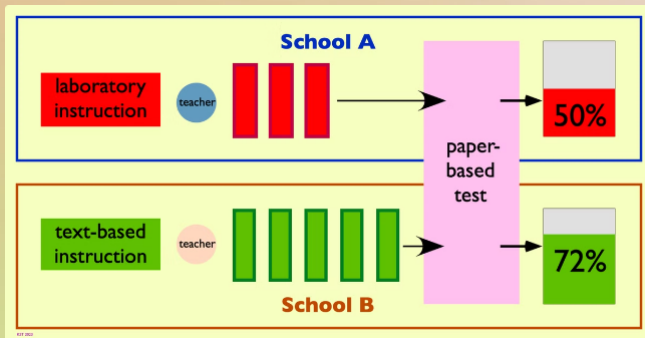 School A
laboratory
instruction
teacher
50%
paper-
based
test
text-based
instruction
teacher
72%
School B